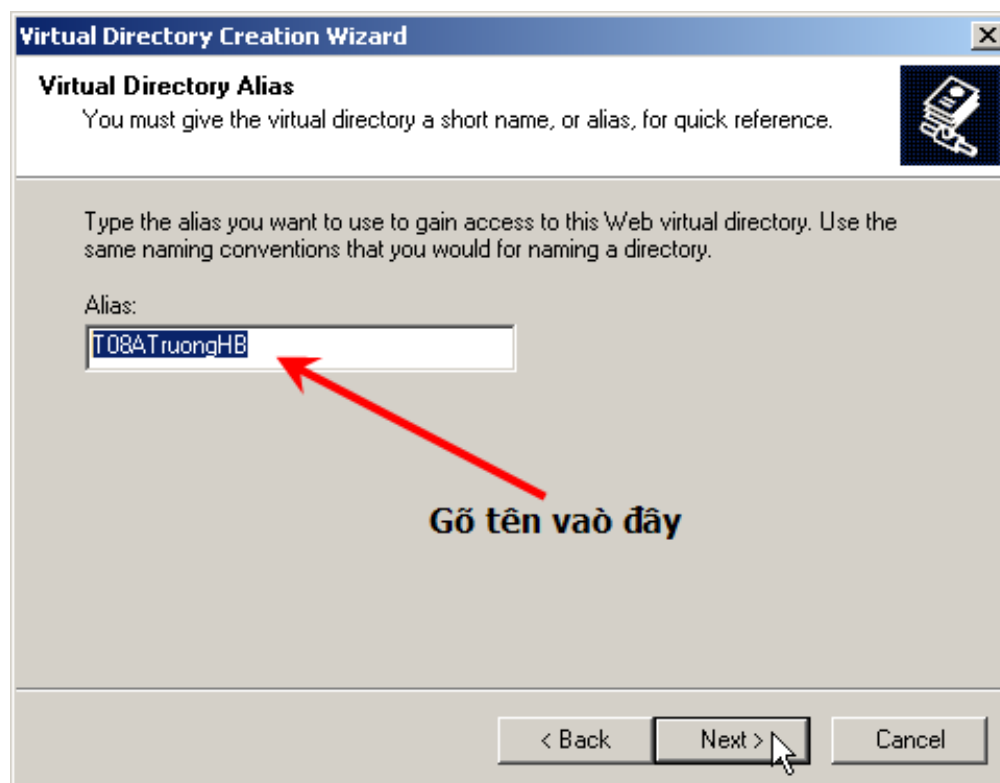 Virtual Directory Creation Wizard
Virtual Directory Alias
You must give the virtual directory a short name, or alias, for quick reference.
Type the alias you want to use to gain access to this Web virtual directory. Use the
same naming conventions that you would for naming a directory.
Alias:
T08ATruongHB
Gõ tên vaò đây
< Back Next > Cancel